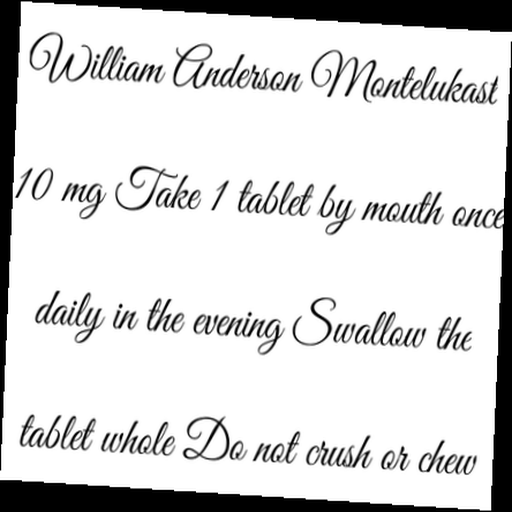 William Anderson Montelukast
10 mg Take 1 tablet by mouth once
daily in the evening Swallow the
tablet whole Do not crush or chew